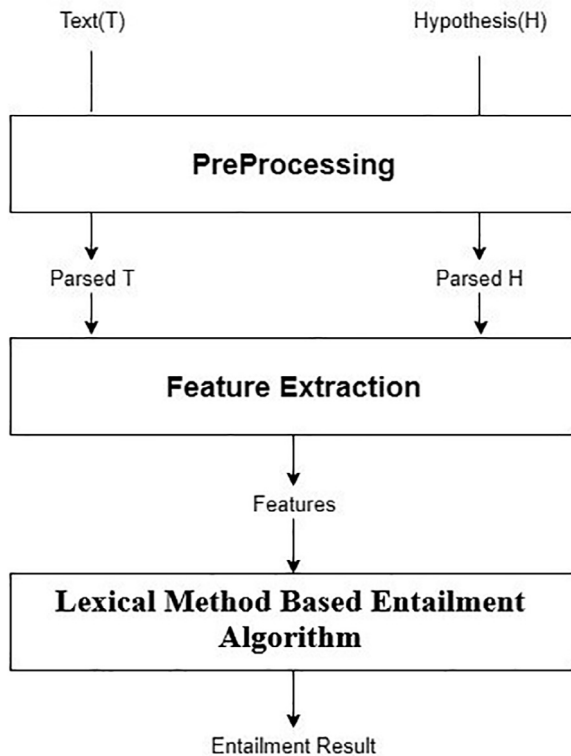 Text(T)
Hypothesis(H)
PreProcessing
Parsed T
Parsed H
Feature Extraction
Features
Lexical Method Based Entailment
Algorithm
Entailment Result